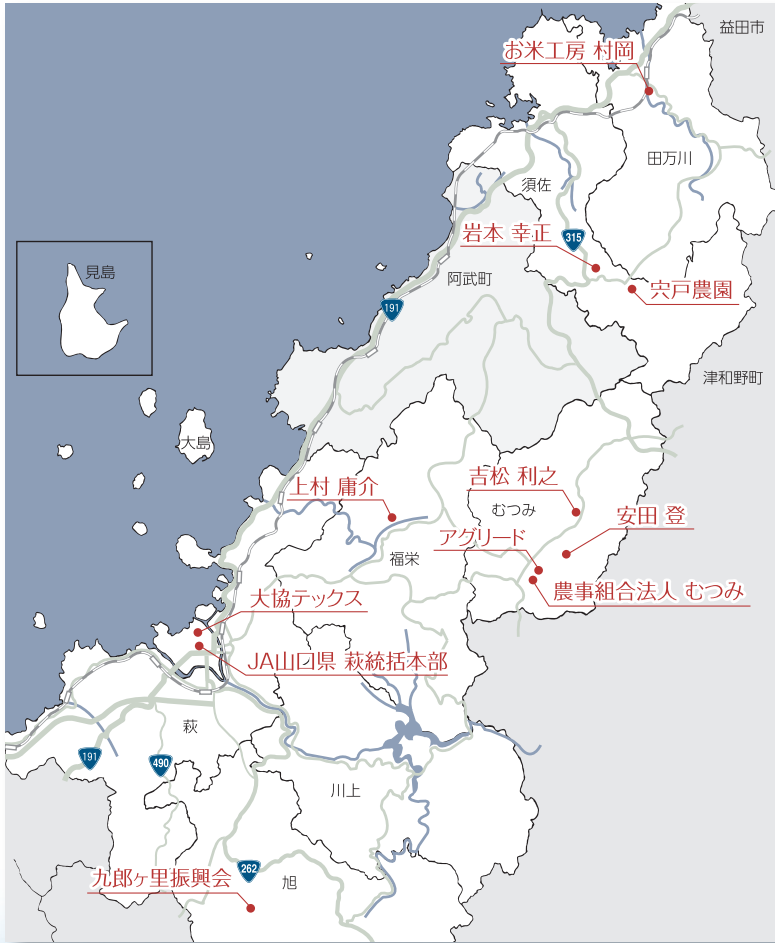 益田市
お米工房 村岡
田万川
須佐
岩本 幸正
315
見島
阿武町
宍戸農園
191
津和野町
大島
吉松 利之
上村 庸介
むつみ
安田 登
アグリード
福栄
農事組合法人 むつみ
大協テックス
JA山口県 萩統括本部
萩
191
490
川上
262
九郎ヶ里振興会
旭